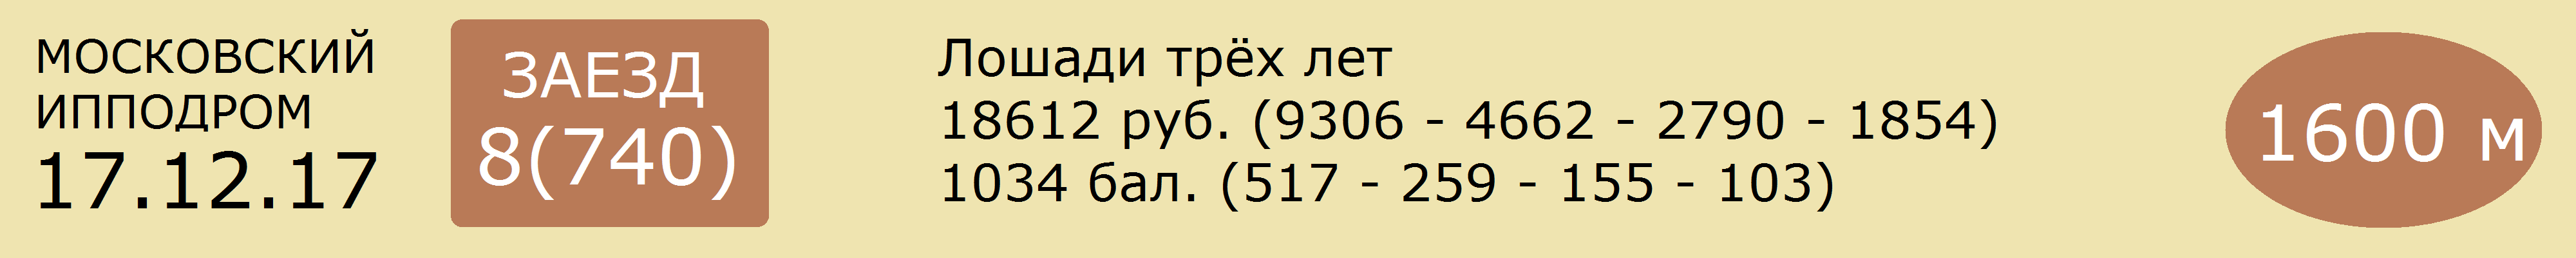 МОСКОВСКИЙ
ИППОДРОМ
17.12.17
ЗАЕЗД
8(740)
Лошади трёх лет
18612 руб. (9306 - 4662 - 2790 - 1854)
1034 бал. (517 - 259 - 155 - 103)
1600 м